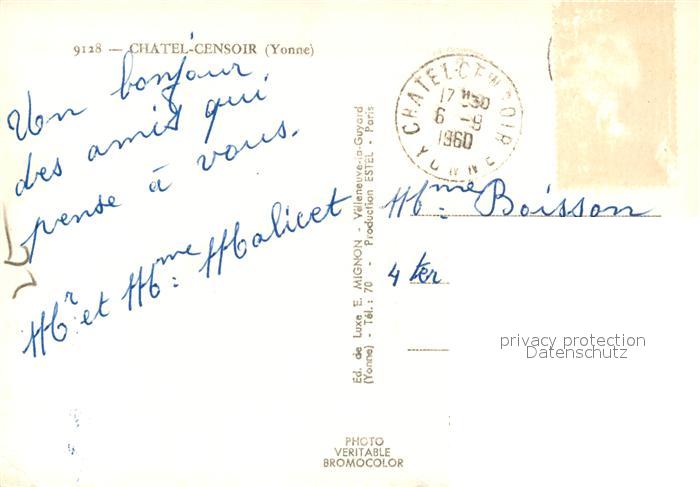 9128 — CHATEL-CENSOIR (Yonne)
Un bonjour
des amis qui
pense à vous.
Mr et Mme: Malicet
Ed. de Luxe E. MIGNON - Villeneuve-la-Guyard
(Yonne) - Tél.: 70 - Production ESTEL - Paris
CHATEL-CENSOIR
17 H30
6 -9
1960
YONNE
Mme: Boisson
4 ter
privacy protection
Datenschutz
PHOTO
VERITABLE
BROMOCOLOR